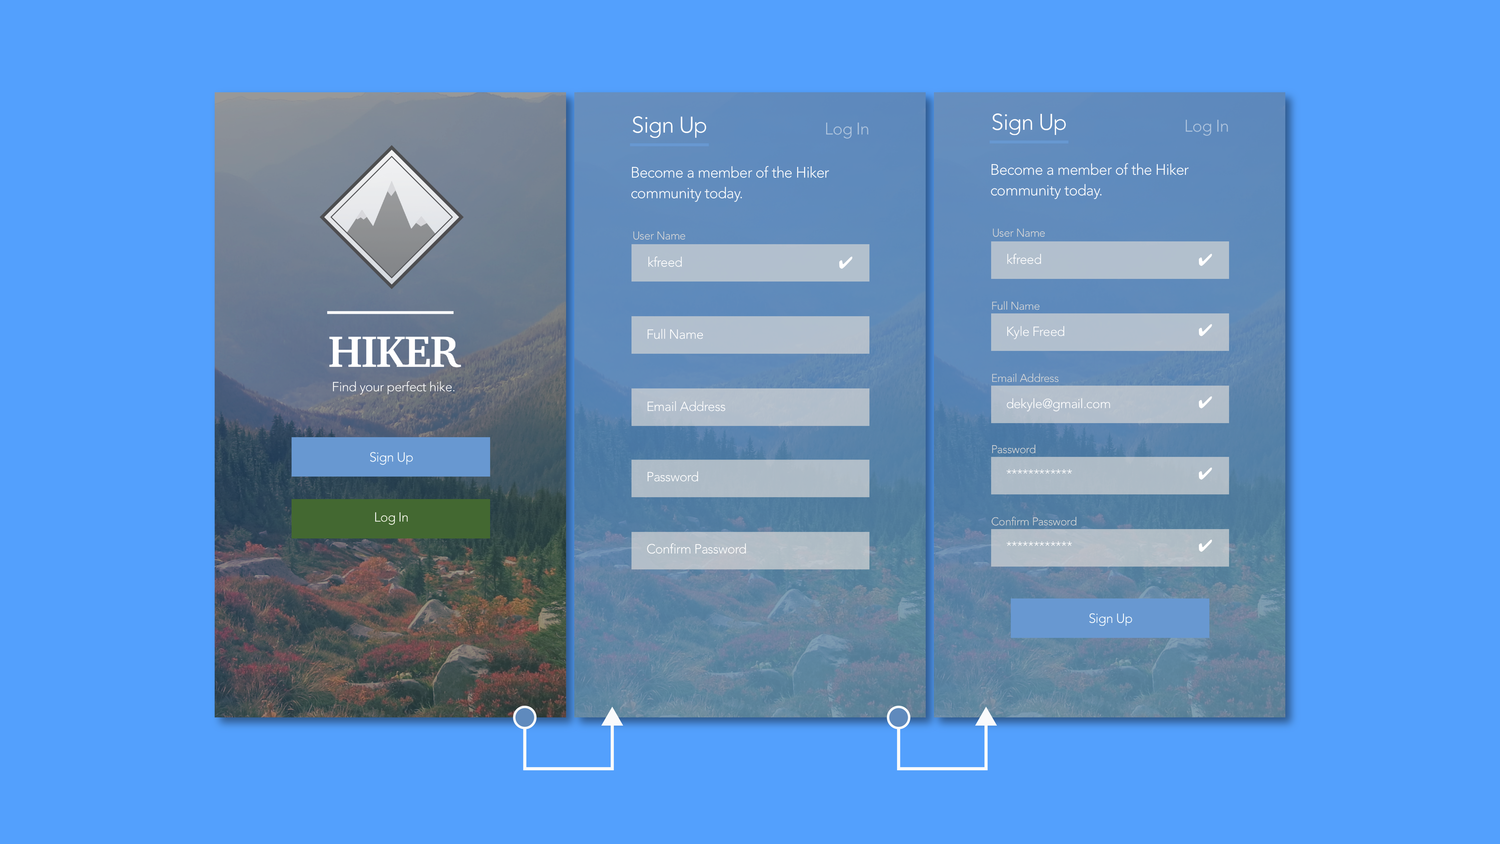 HIKER
Find your perfect hike.
Sign Up
Log In
Sign Up
Log In
Become a member of the Hiker
community today.
User Name
kfreed ✔
Full Name
Email Address
Password
Confirm Password
Sign Up
Log In
Become a member of the Hiker
community today.
User Name
kfreed ✔
Full Name
Kyle Freed ✔
Email Address
dekyle@gmail.com ✔
Password
************ ✔
Confirm Password
************ ✔
Sign Up